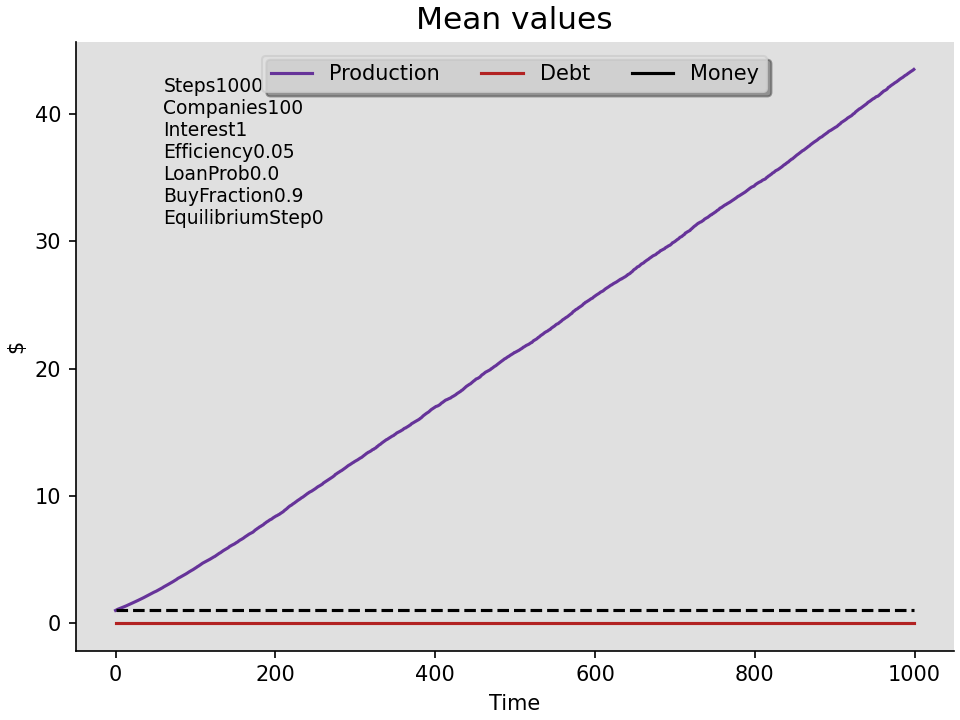 Mean values
Production Debt Money
Steps1000
Companies100
Interest1
Efficiency0.05
LoanProb0.0
BuyFraction0.9
EquilibriumStep0
40
30
20
10
0
$
0 200 400 600 800 1000
Time